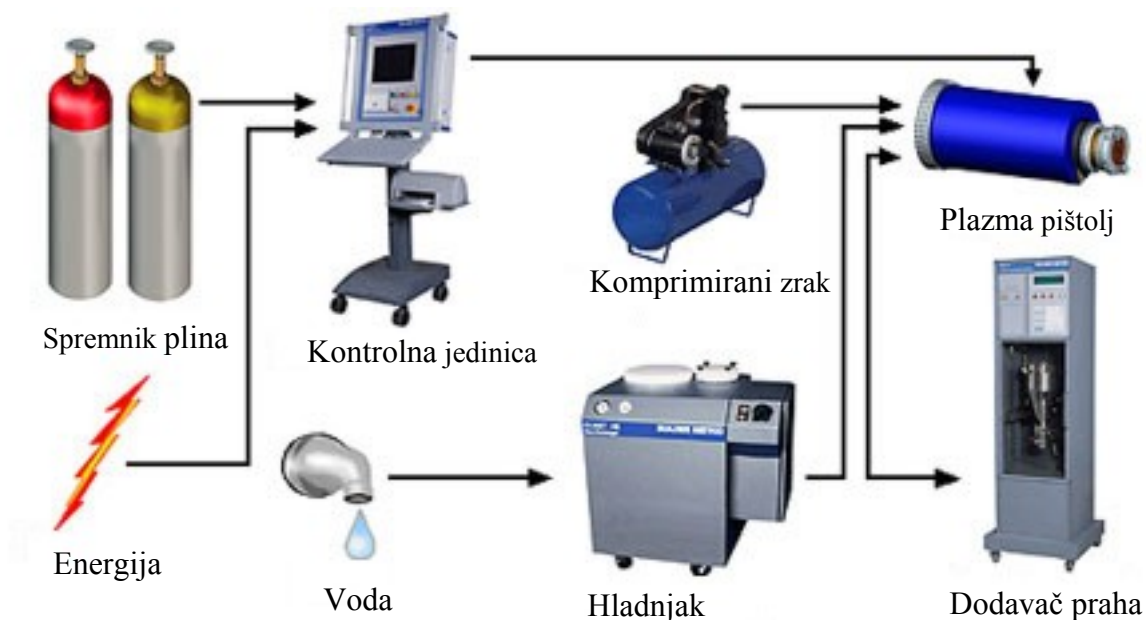 Plazma pištolj
Komprimirani zrak
Spremnik plina
Kontrolna jedinica
Energija
Voda
Hladnjak
Dodavač praha